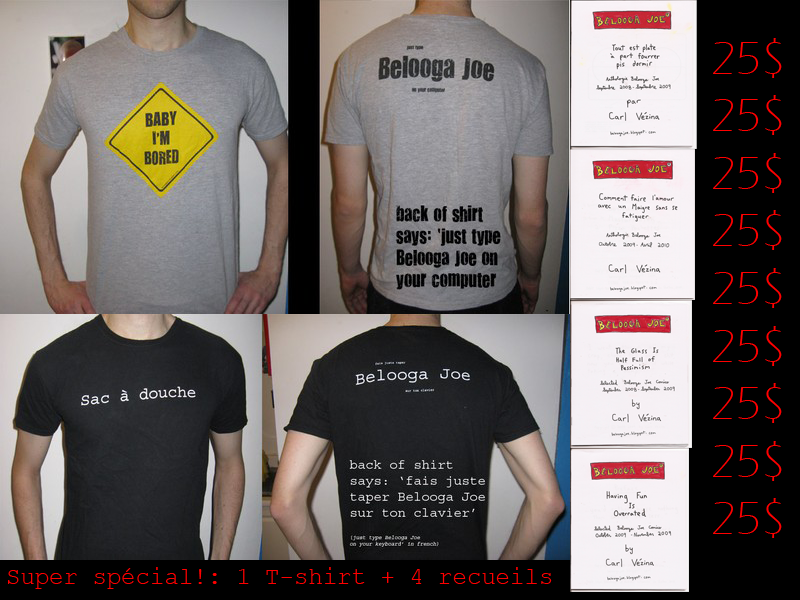 BABY
I'M
BORED
just type
Belooga Joe
on your computer
back of shirt
says: 'just type
Belooga Joe on
your computer
BELOOGA JOE
Tout est plate
à part fourrer
pis dormir
Anthologie Belooga Joe
Septembre 2008 - Septembre 2009
par
Carl Vézina
beloogajoe.blogspot.com
BELOOGA JOE
Comment faire l'amour
avec un Maigre sans se
fatiguer
Anthologie Belooga Joe
Octobre 2009 - Avril 2010
Carl Vézina
beloogajoe.blogspot.com
BELOOGA JOE
The Glass Is
Half Full of
Pessimism
Selected Belooga Joe Comics
September 2008 - September 2009
by
Carl Vézina
beloogajoe.blogspot.com
BELOOGA JOE
Having Fun
Is
Overrated
Selected Belooga Joe Comics
October 2009 - November 2009
by
Carl Vézina
beloogajoe.blogspot.com
25$
25$
25$
25$
25$
25$
25$
25$
25$
Sac à douche
fais juste taper
Belooga Joe
sur ton clavier
back of shirt
says: 'fais juste
taper Belooga Joe
sur ton clavier'
(just type Belooga Joe
on your keyboard' in french)
Super spécial!: 1 T-shirt + 4 recueils